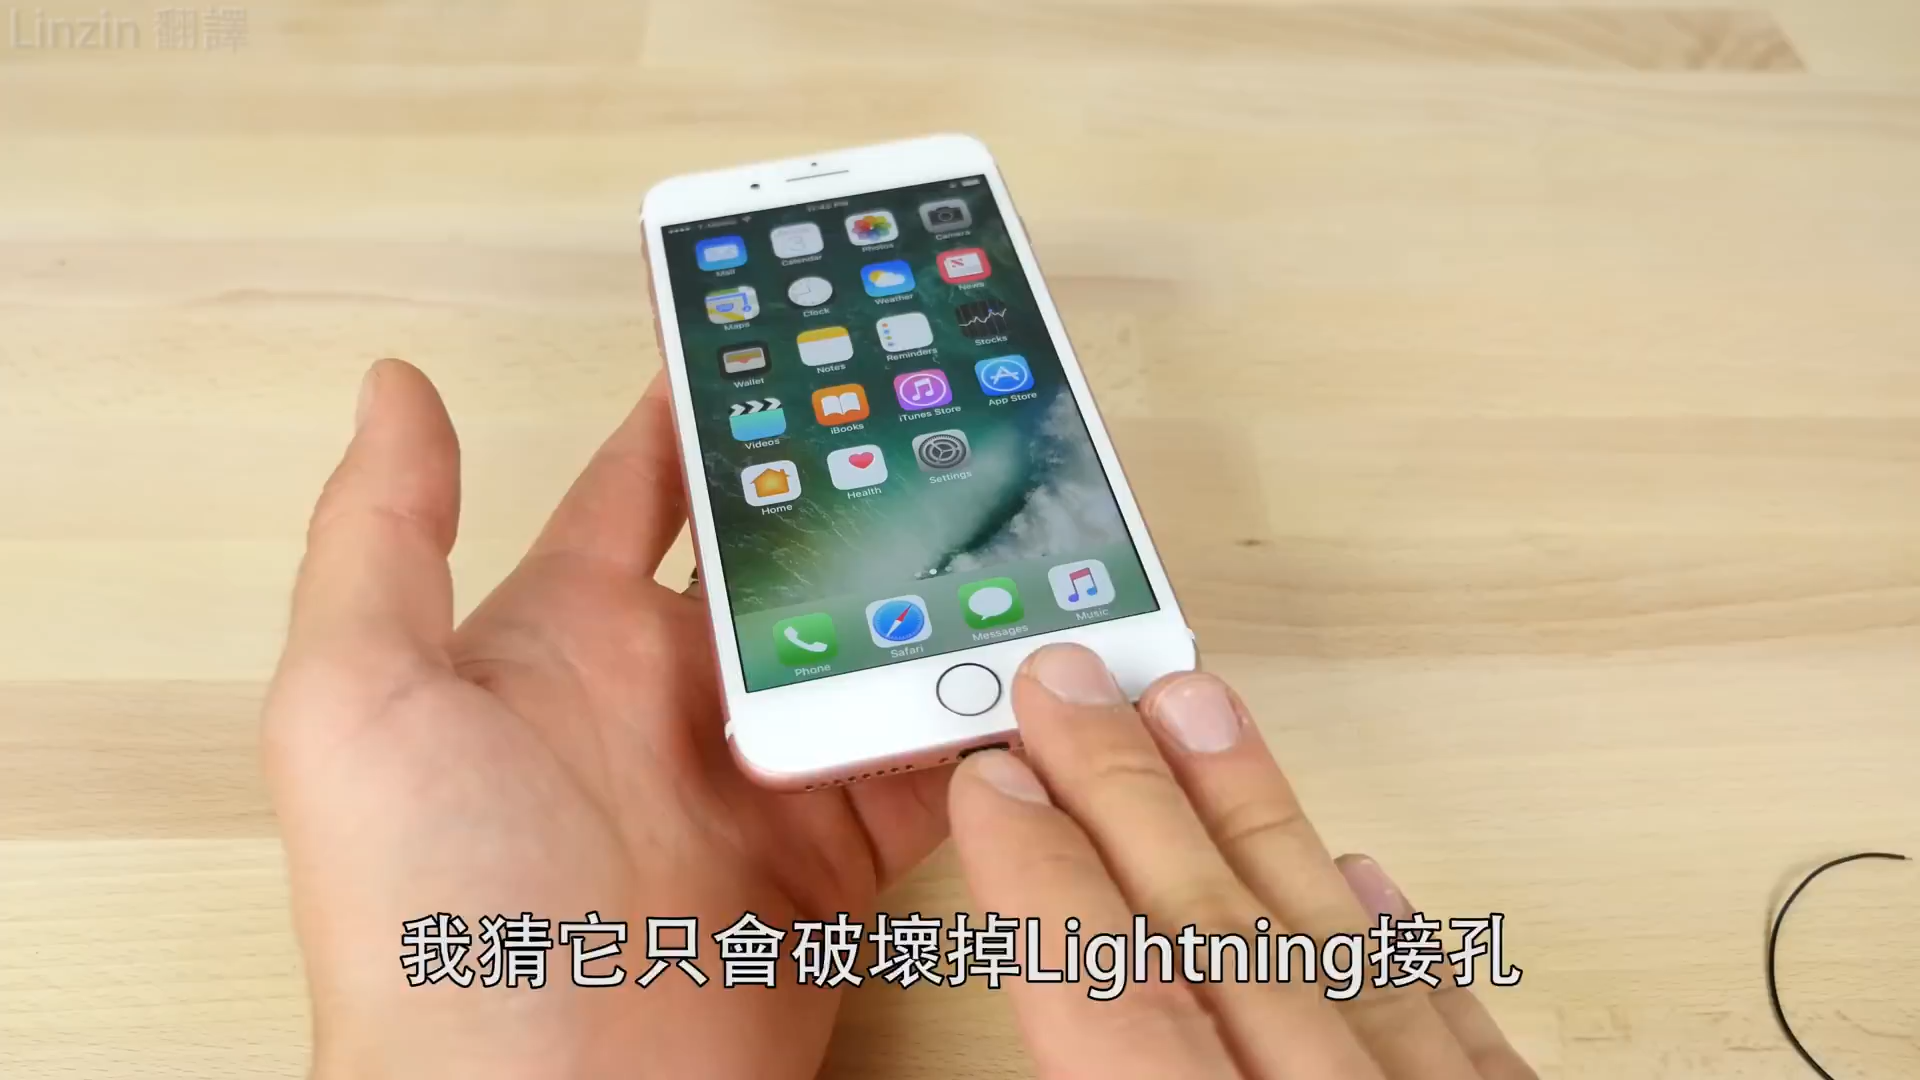 Linzin 翻譯
Mail
Calendar
Photos
Camera
Maps
Clock
Weather
News
Wallet
Notes
Reminders
Stocks
Videos
iBooks
iTunes Store
App Store
Home
Health
Settings
Phone
Safari
Messages
Music
我猜它只會破壞掉Lightning接孔